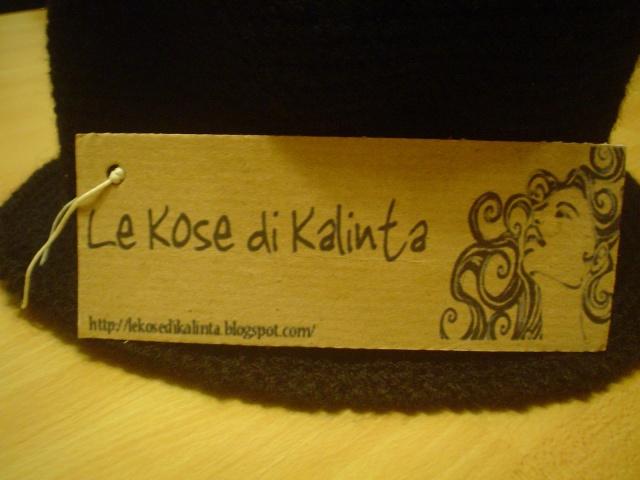 Le Kose di Kalinta
http://lekosedikalinta.blogspot.com/